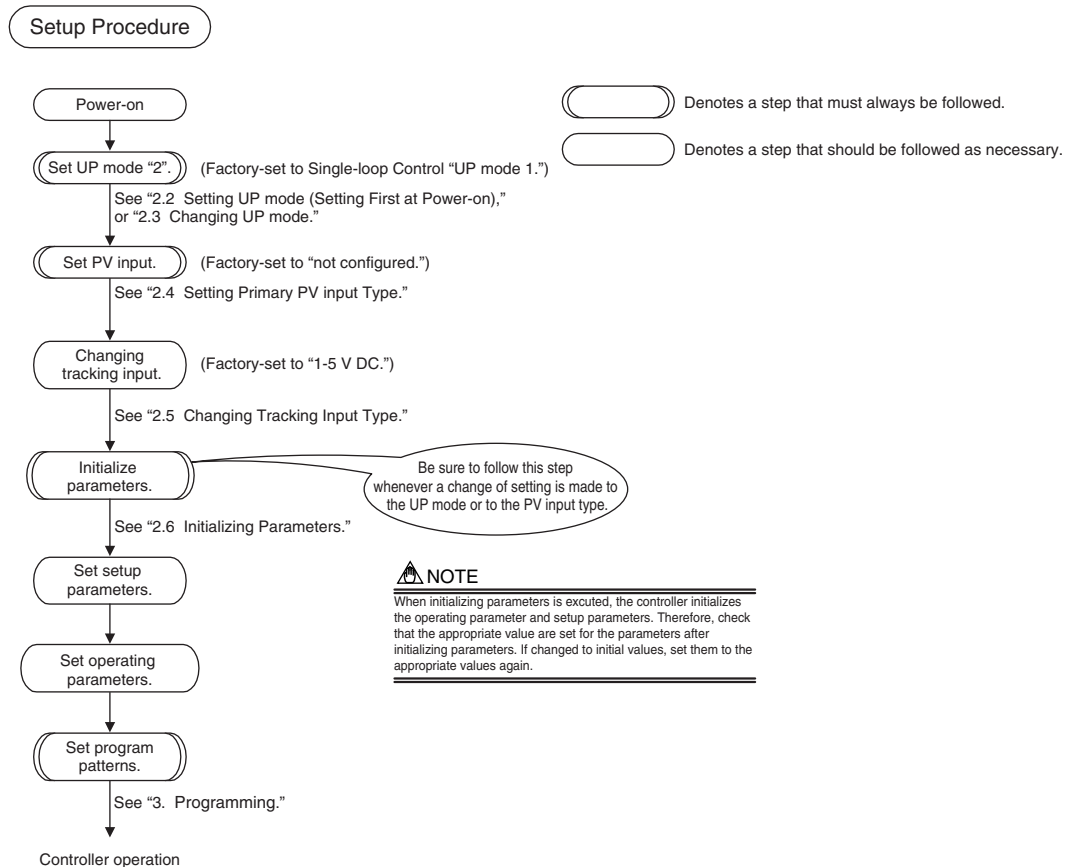 Setup Procedure
Power-on
Denotes a step that must always be followed.
Denotes a step that should be followed as necessary.
Set UP mode “2”.
(Factory-set to Single-loop Control “UP mode 1.”)
See “2.2 Setting UP mode (Setting First at Power-on),”
or “2.3 Changing UP mode.”
Set PV input.
(Factory-set to “not configured.”)
See “2.4 Setting Primary PV input Type.”
Changing
tracking input.
(Factory-set to “1-5 V DC.”)
See “2.5 Changing Tracking Input Type.”
Initialize
parameters.
Be sure to follow this step
whenever a change of setting is made to
the UP mode or to the PV input type.
See “2.6 Initializing Parameters.”
Set setup
parameters.
NOTE
When initializing parameters is excuted, the controller initializes
the operating parameter and setup parameters. Therefore, check
that the appropriate value are set for the parameters after
initializing parameters. If changed to initial values, set them to the
appropriate values again.
Set operating
parameters.
Set program
patterns.
See “3. Programming.”
Controller operation